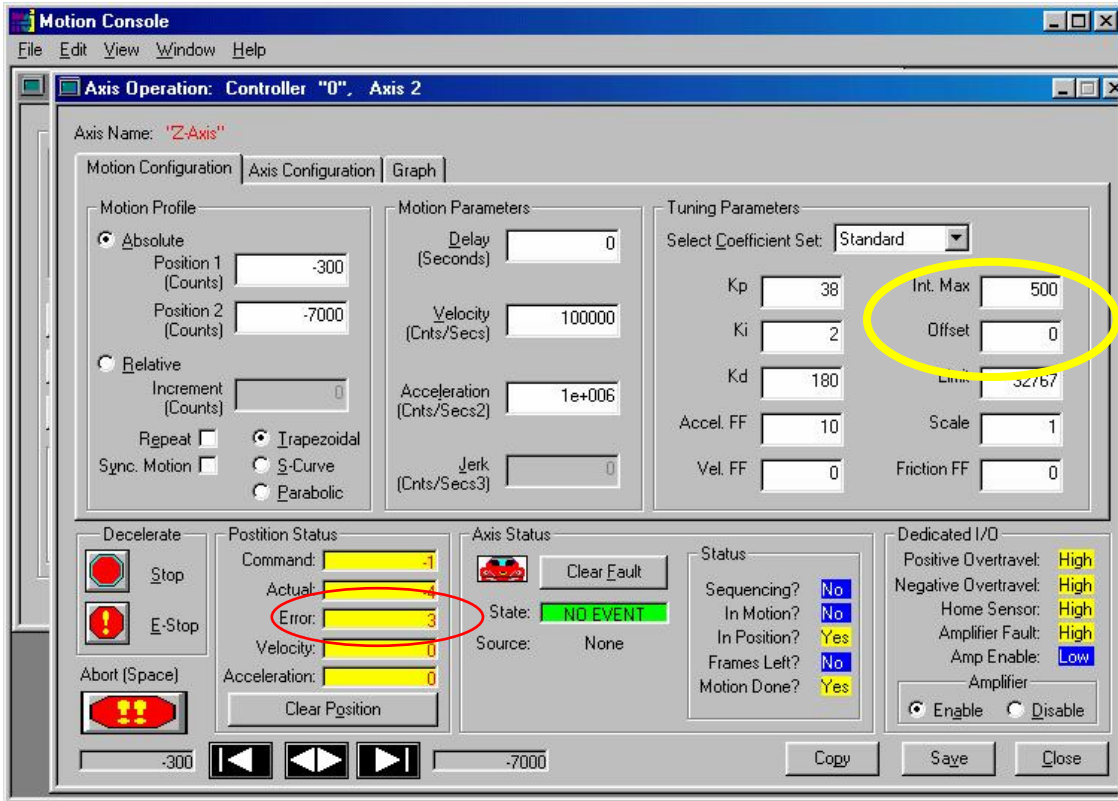 Motion Console
File Edit View Window Help
Axis Operation: Controller "0", Axis 2
Axis Name: "Z-Axis"
Motion Configuration
Axis Configuration
Graph
Motion Profile
Absolute
Position 1
(Counts)
-300
Position 2
(Counts)
-7000
Relative
Increment
(Counts)
0
Repeat
Sync. Motion
Trapezoidal
S-Curve
Parabolic
Motion Parameters
Delay
(Seconds)
0
Velocity
(Cnts/Secs)
100000
Acceleration
(Cnts/Secs2)
1e+006
Jerk
(Cnts/Secs3)
0
Tuning Parameters
Select Coefficient Set: Standard
Kp 38
Int. Max 500
Ki 2
Offset 0
Kd 180
Limit 32767
Accel. FF 10
Scale 1
Vel. FF 0
Friction FF 0
Decelerate
Stop
E-Stop
Abort (Space)
Postition Status
Command: -1
Actual: -4
Error: 3
Velocity: 0
Acceleration: 0
Clear Position
Axis Status
Clear Fault
State: NO EVENT
Source: None
Status
Sequencing? No
In Motion? No
In Position? Yes
Frames Left? No
Motion Done? Yes
Dedicated I/O
Positive Overtravel: High
Negative Overtravel: High
Home Sensor: High
Amplifier Fault: High
Amp Enable: Low
Amplifier
Enable
Disable
-300
-7000
Copy
Save
Close